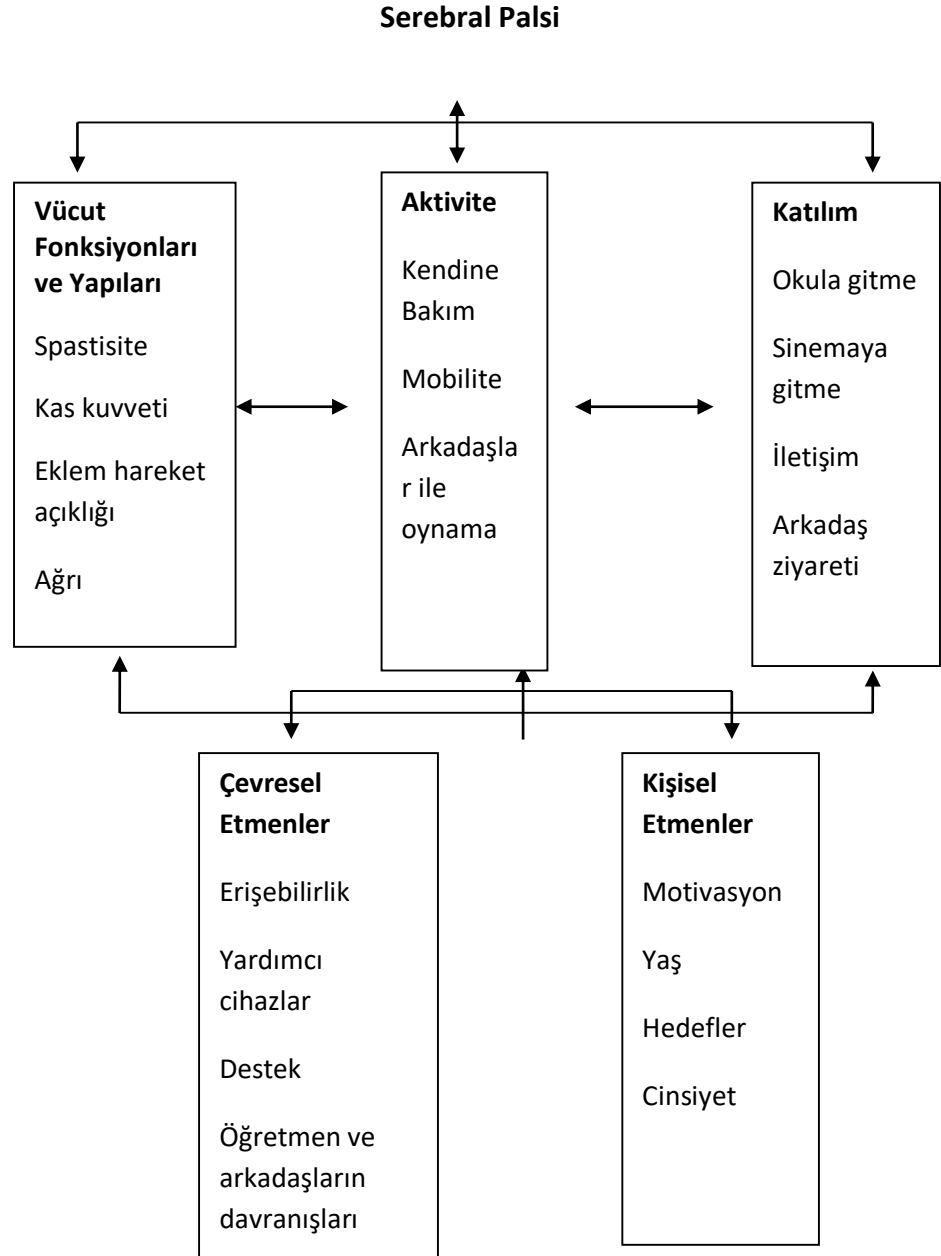 Serebral Palsi
Vücut
Fonksiyonları
ve Yapıları
Spastisite
Kas kuvveti
Eklem hareket
açıklığı
Ağrı
Aktivite
Kendine
Bakım
Mobilite
Arkadaşla
r ile
oynama
Katılım
Okula gitme
Sinemaya
gitme
İletişim
Arkadaş
ziyareti
Çevresel
Etmenler
Erişebilirlik
Yardımcı
cihazlar
Destek
Öğretmen ve
arkadaşların
davranışları
Kişisel
Etmenler
Motivasyon
Yaş
Hedefler
Cinsiyet